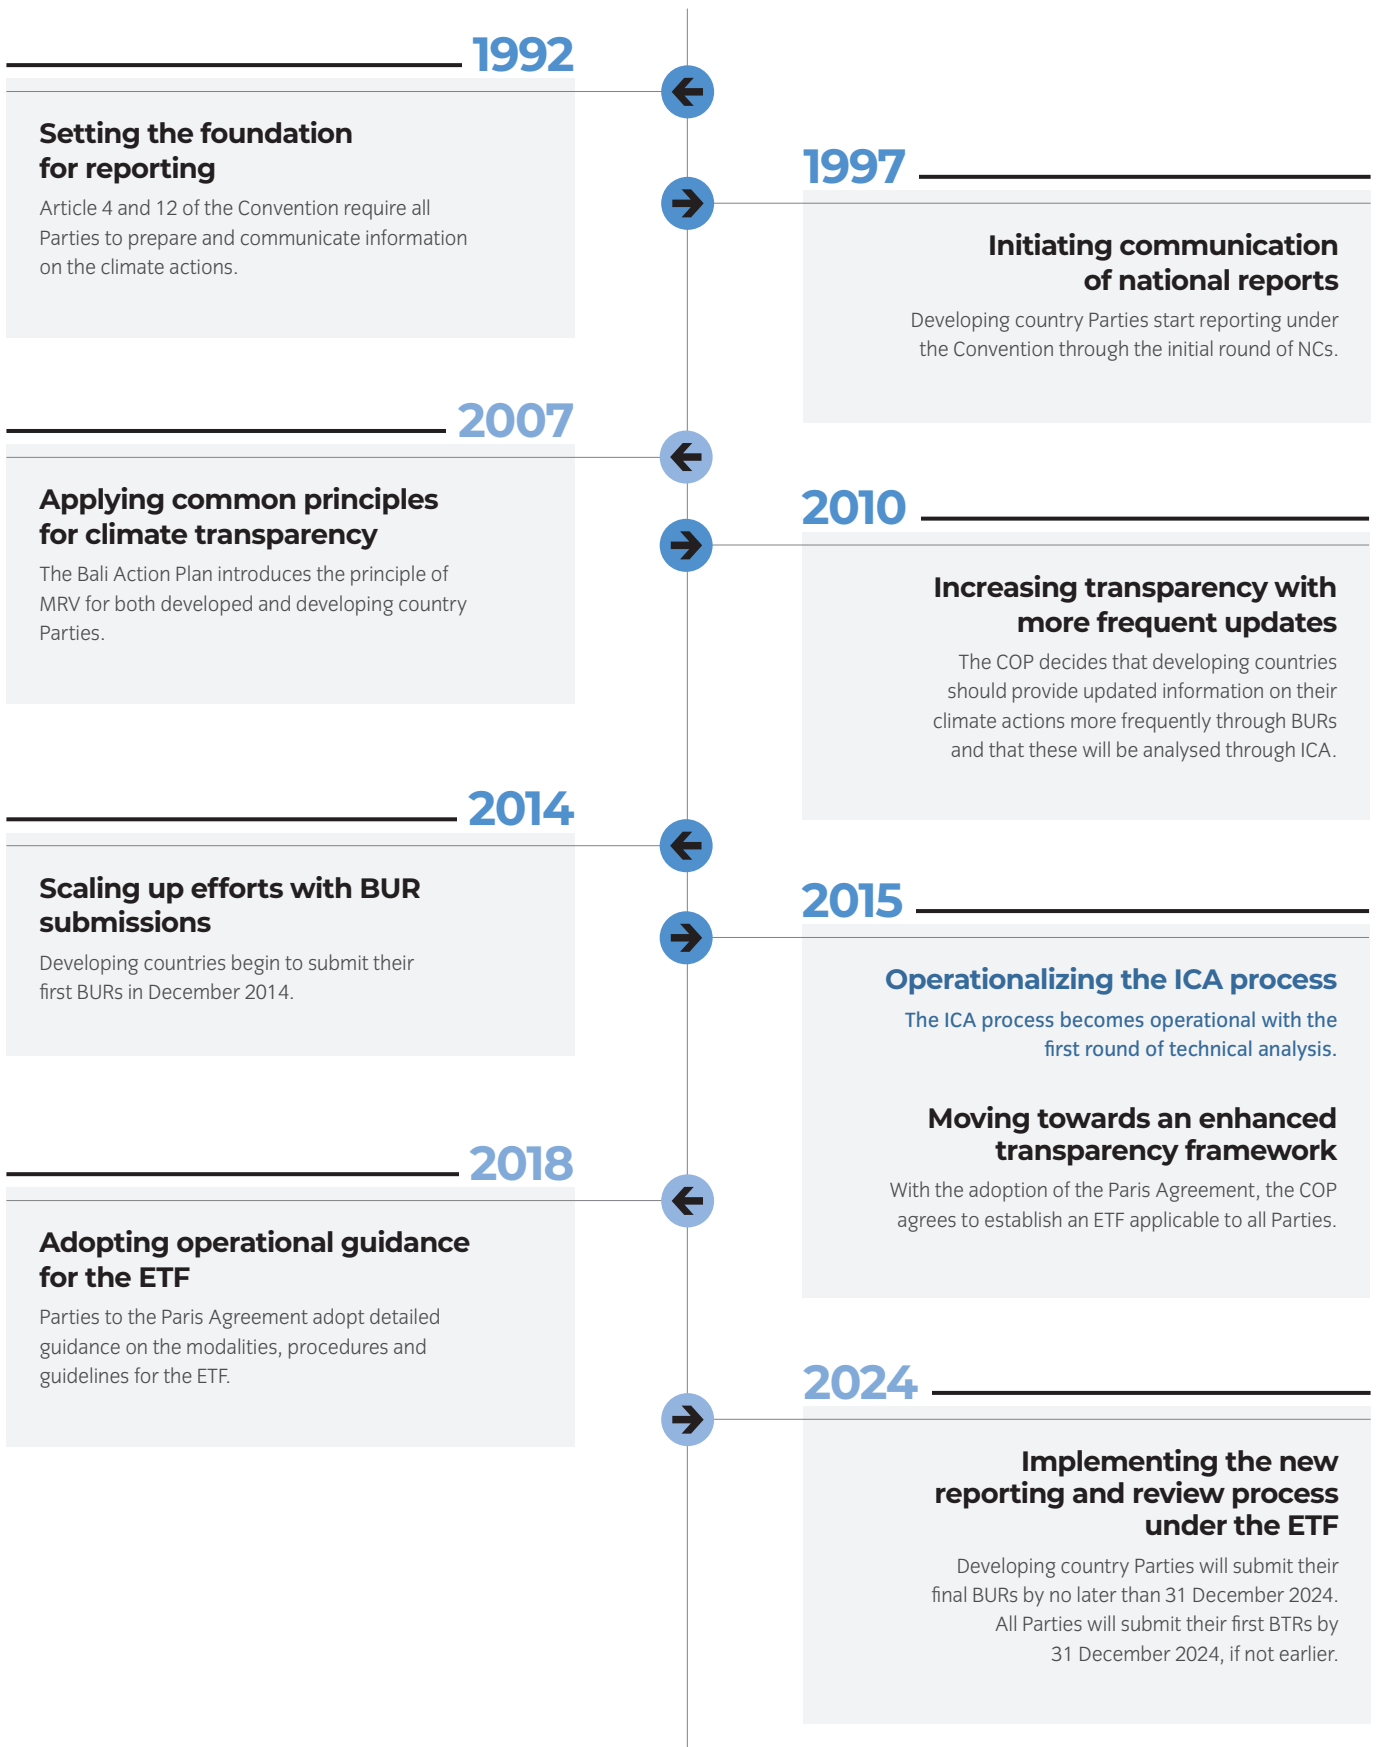 1992
Setting the foundation
for reporting
Article 4 and 12 of the Convention require all
Parties to prepare and communicate information
on the climate actions.
1997
Initiating communication
of national reports
Developing country Parties start reporting under
the Convention through the initial round of NCs.
2007
Applying common principles
for climate transparency
The Bali Action Plan introduces the principle of
MRV for both developed and developing country
Parties.
2010
Increasing transparency with
more frequent updates
The COP decides that developing countries
should provide updated information on their
climate actions more frequently through BURs
and that these will be analysed through ICA.
2014
Scaling up efforts with BUR
submissions
Developing countries begin to submit their
first BURs in December 2014.
2015
Operationalizing the ICA process
The ICA process becomes operational with the
first round of technical analysis.
Moving towards an enhanced
transparency framework
With the adoption of the Paris Agreement, the COP
agrees to establish an ETF applicable to all Parties.
2018
Adopting operational guidance
for the ETF
Parties to the Paris Agreement adopt detailed
guidance on the modalities, procedures and
guidelines for the ETF.
2024
Implementing the new
reporting and review process
under the ETF
Developing country Parties will submit their
final BURs by no later than 31 December 2024.
All Parties will submit their first BTRs by
31 December 2024, if not earlier.